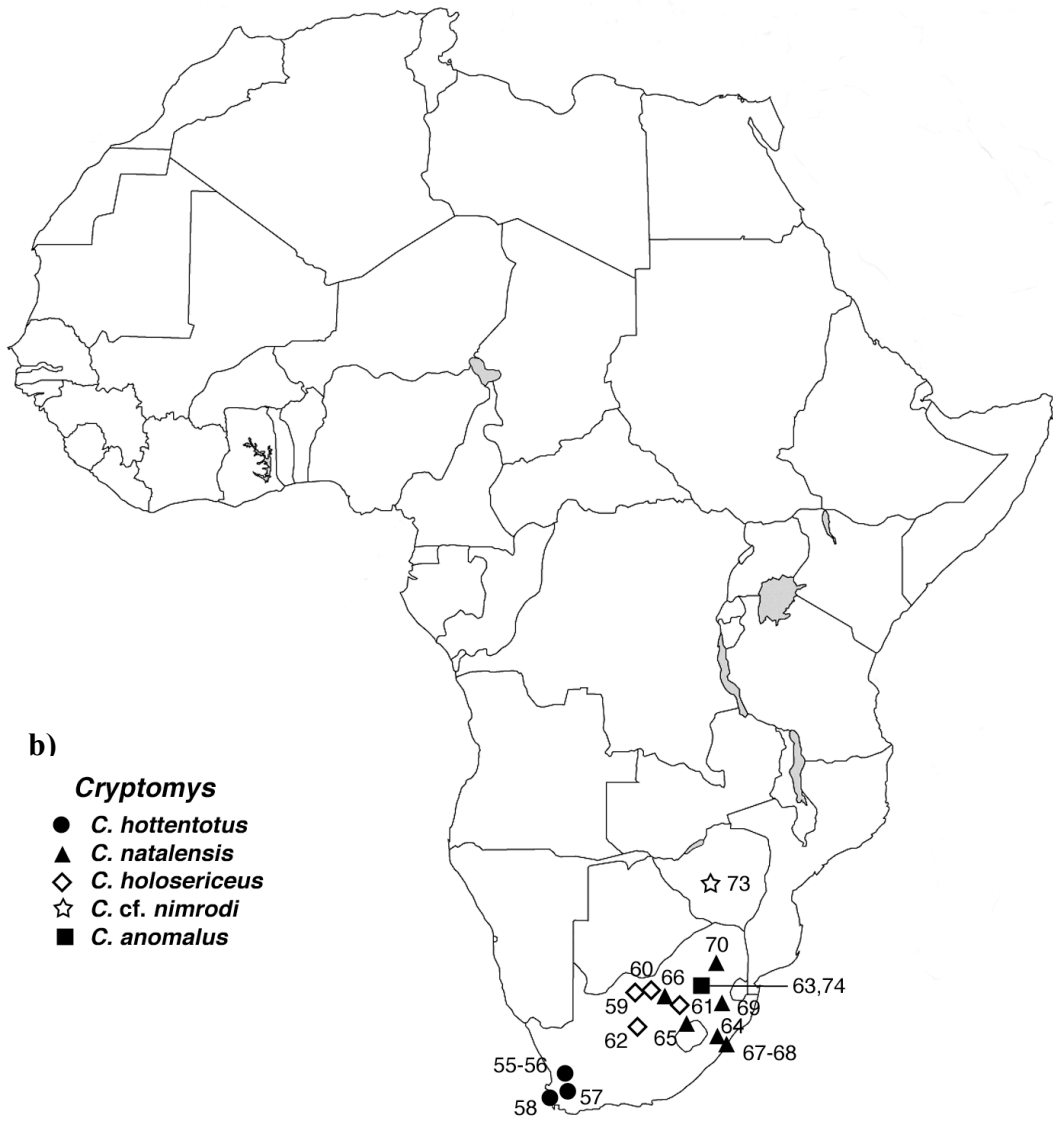 b)
Cryptomys
C. hottentotus
C. natalensis
C. holosericeus
C. cf. nimrodi
C. anomalus
73
70
60
66
63,74
59
61
69
62
65
64
67-68
55-56
57
58